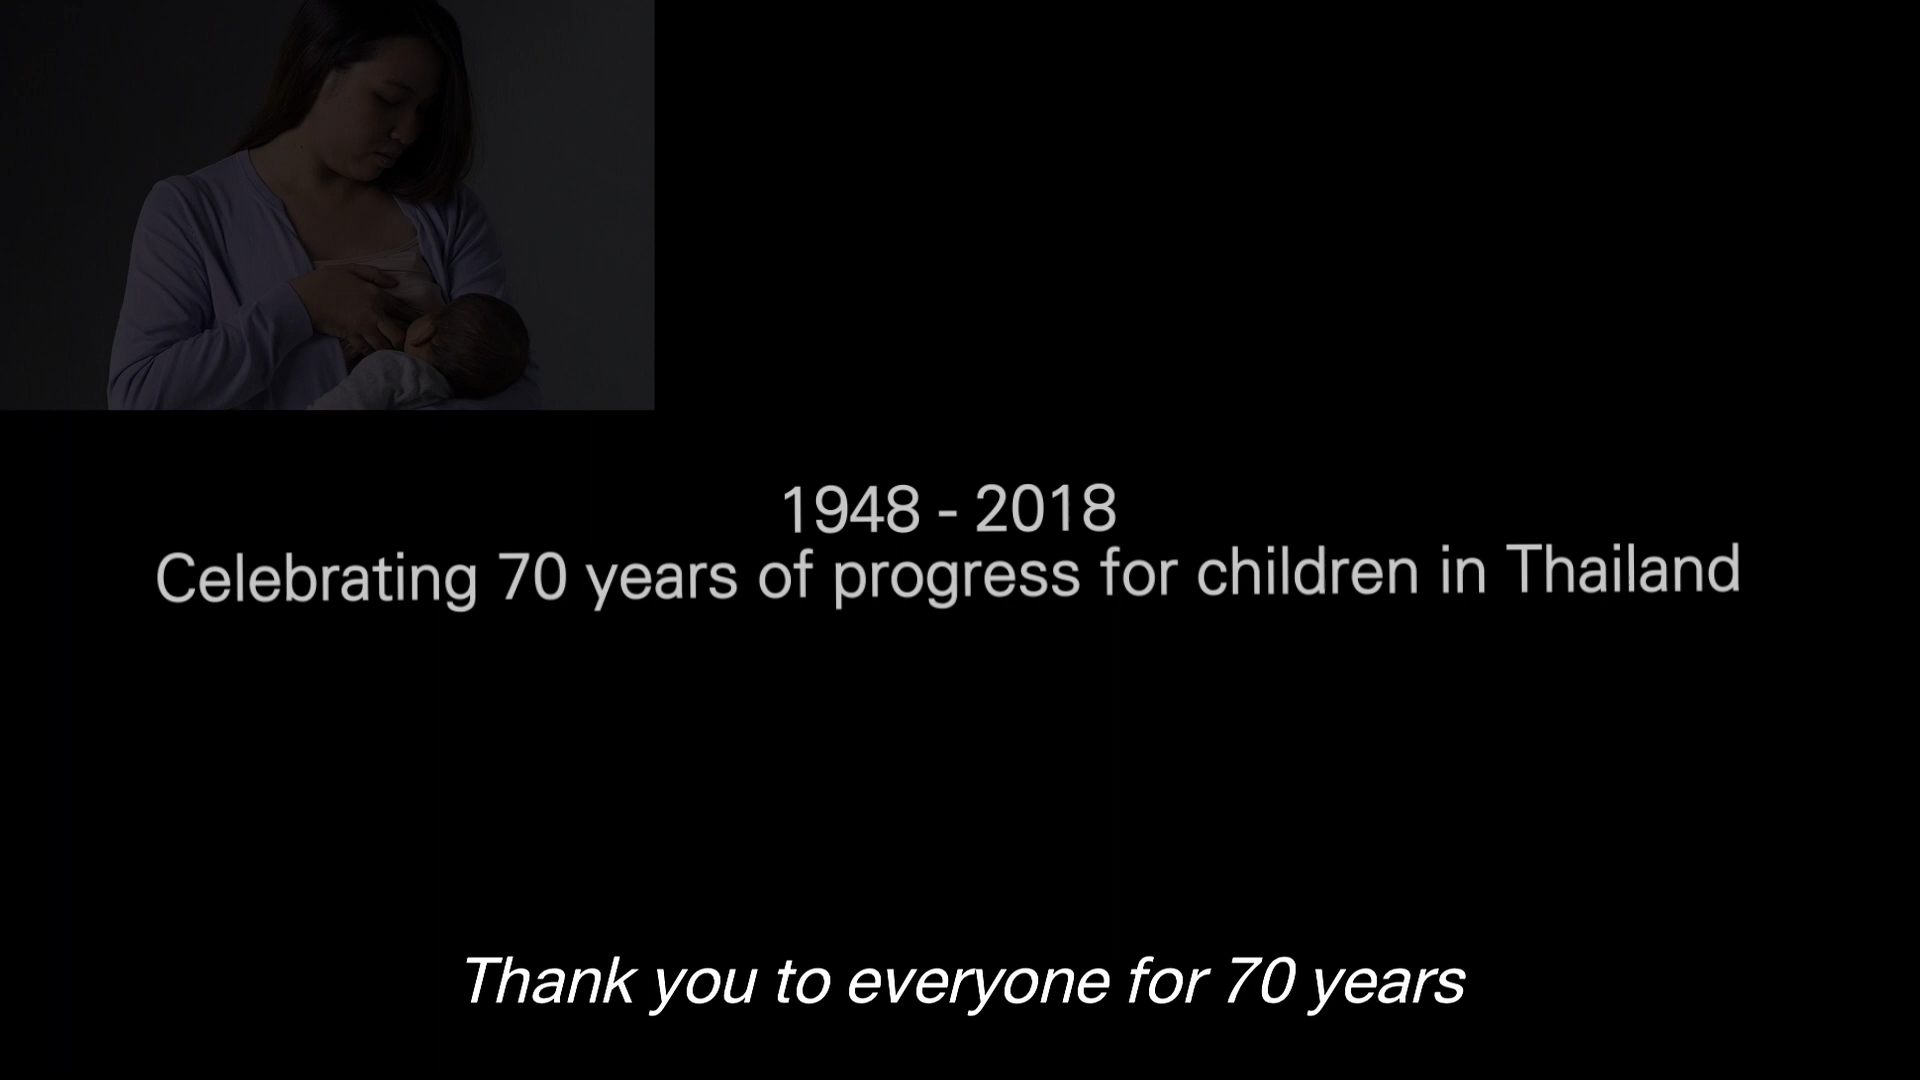 1948 - 2018
Celebrating 70 years of progress for children in Thailand
Thank you to everyone for 70 years